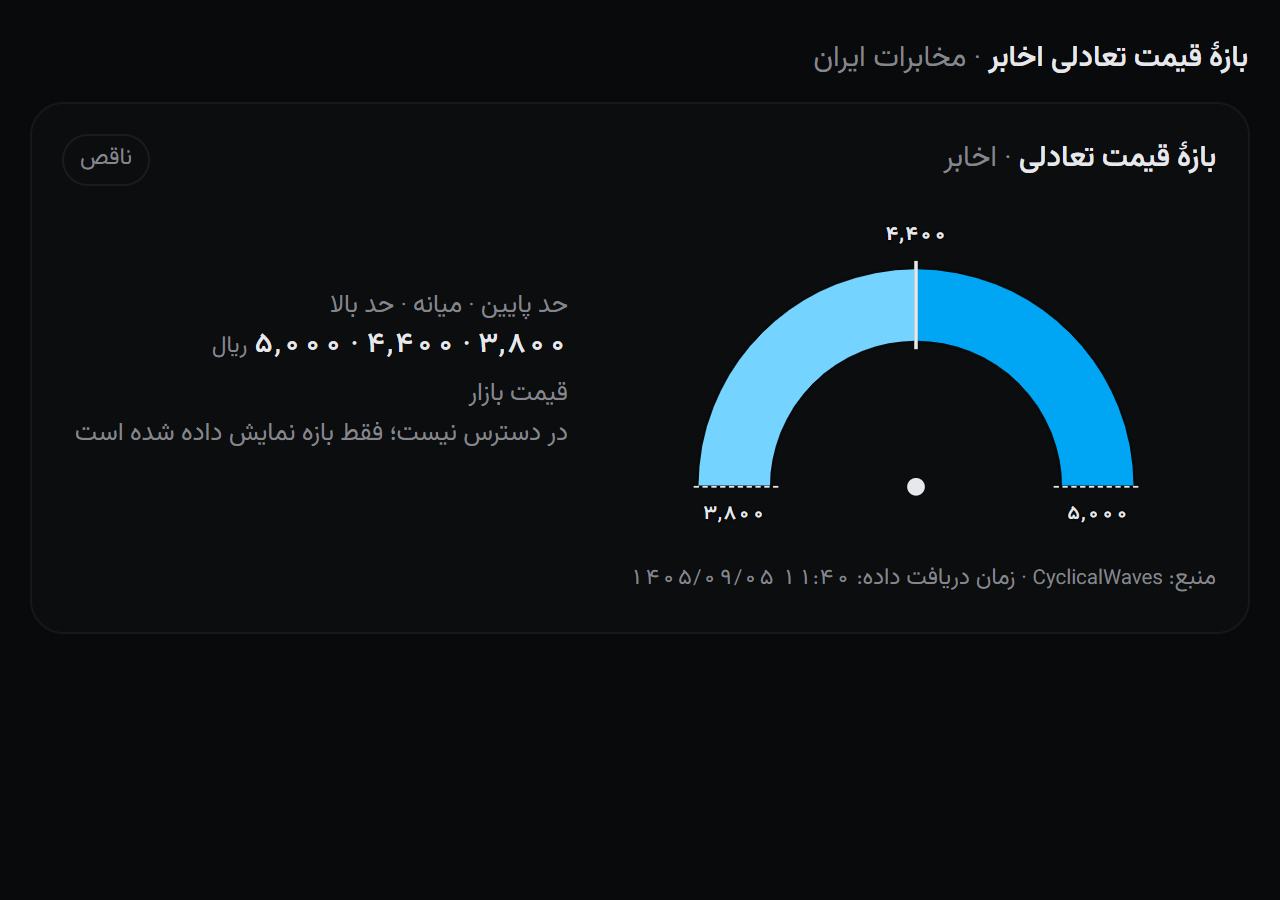 بازهٔ قیمت تعادلی اخابر · مخابرات ایران
بازهٔ قیمت تعادلی · اخابر
ناقص
۴,۴۰۰
۵,۰۰۰
۳,۸۰۰
حد پایین · میانه · حد بالا
۳,۸۰۰ · ۴,۴۰۰ · ۵,۰۰۰ ریال
قیمت بازار
در دسترس نیست؛ فقط بازه نمایش داده شده است
منبع: CyclicalWaves · زمان دریافت داده: ۱۴۰۵/۰۹/۰۵ ۱۱:۴۰